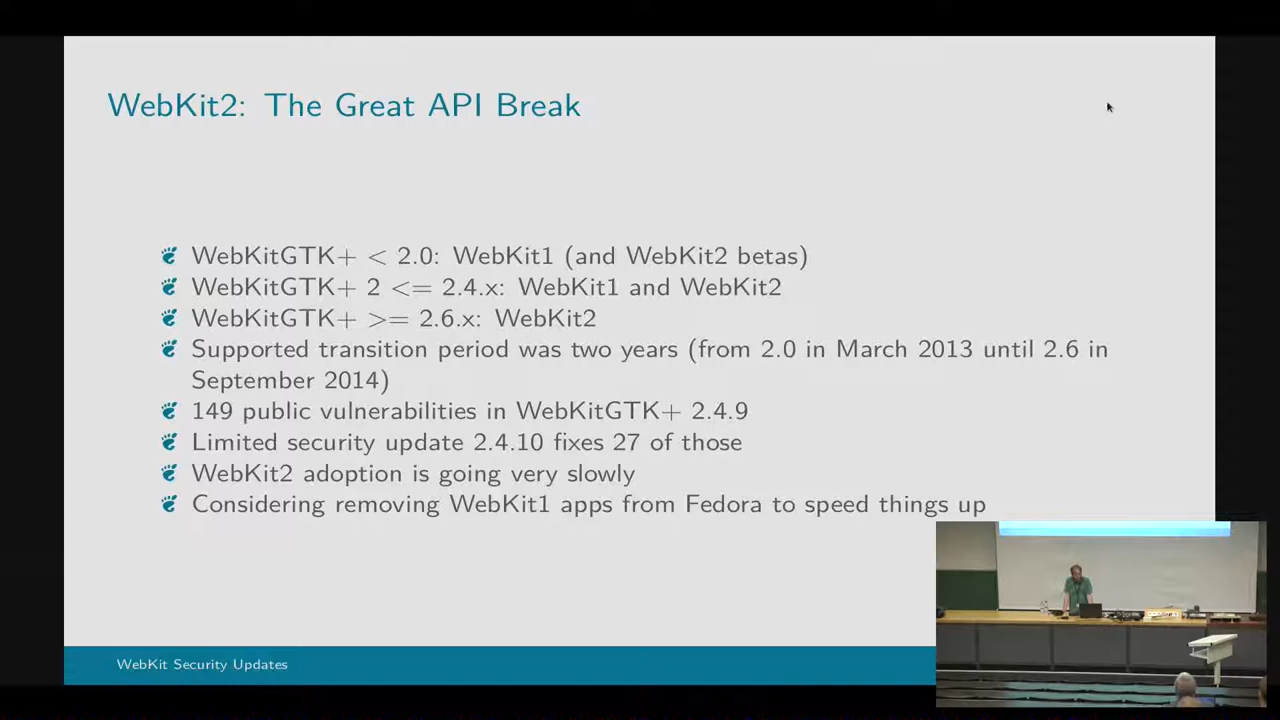 WebKit2: The Great API Break
WebKitGTK+ < 2.0: WebKit1 (and WebKit2 betas)
WebKitGTK+ 2 <= 2.4.x: WebKit1 and WebKit2
WebKitGTK+ >= 2.6.x: WebKit2
Supported transition period was two years (from 2.0 in March 2013 until 2.6 in
September 2014)
149 public vulnerabilities in WebKitGTK+ 2.4.9
Limited security update 2.4.10 fixes 27 of those
WebKit2 adoption is going very slowly
Considering removing WebKit1 apps from Fedora to speed things up
WebKit Security Updates